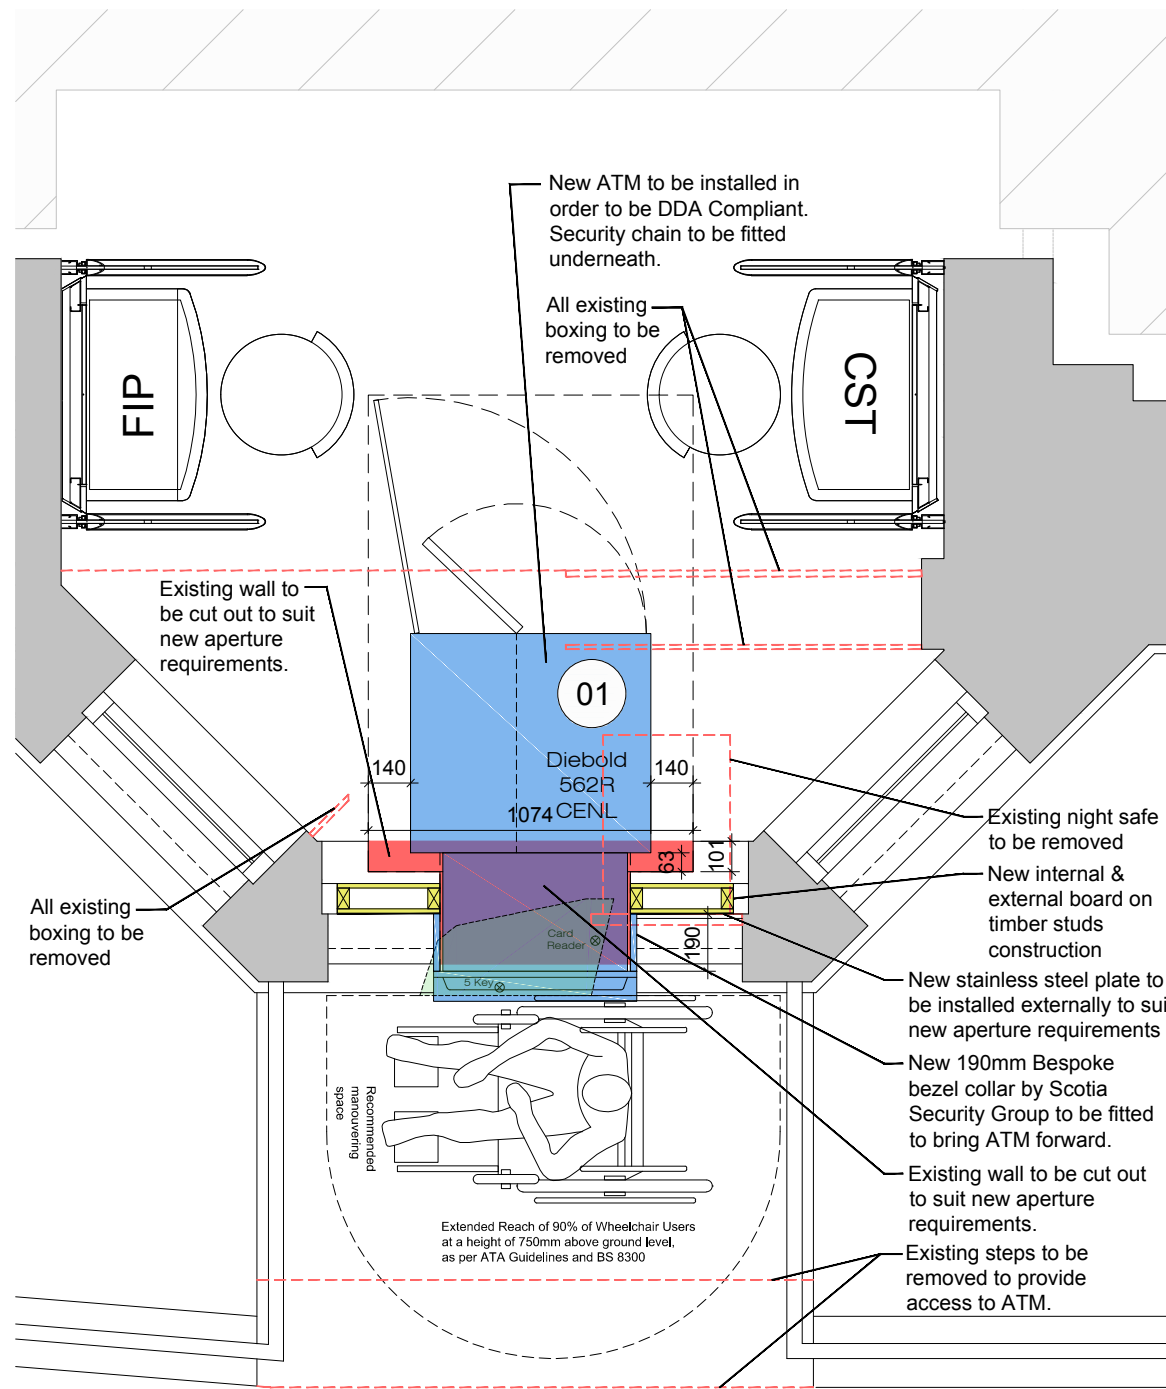 New ATM to be installed in
order to be DDA Compliant.
Security chain to be fitted
underneath.
All existing
boxing to be
removed
FIP
CST
Existing wall to
be cut out to suit
new aperture
requirements.
01
Diebold
562R
CENL
140
140
1074
63
101
190
Existing night safe
to be removed
New internal &
external board on
timber studs
construction
All existing
boxing to be
removed
Card
Reader
5 Key
New stainless steel plate to
be installed externally to sui
new aperture requirements
New 190mm Bespoke
bezel collar by Scotia
Security Group to be fitted
to bring ATM forward.
Recommended
manouvering
space
Existing wall to be cut out
to suit new aperture
requirements.
Extended Reach of 90% of Wheelchair Users
at a height of 750mm above ground level,
as per ATA Guidelines and BS 8300
Existing steps to be
removed to provide
access to ATM.